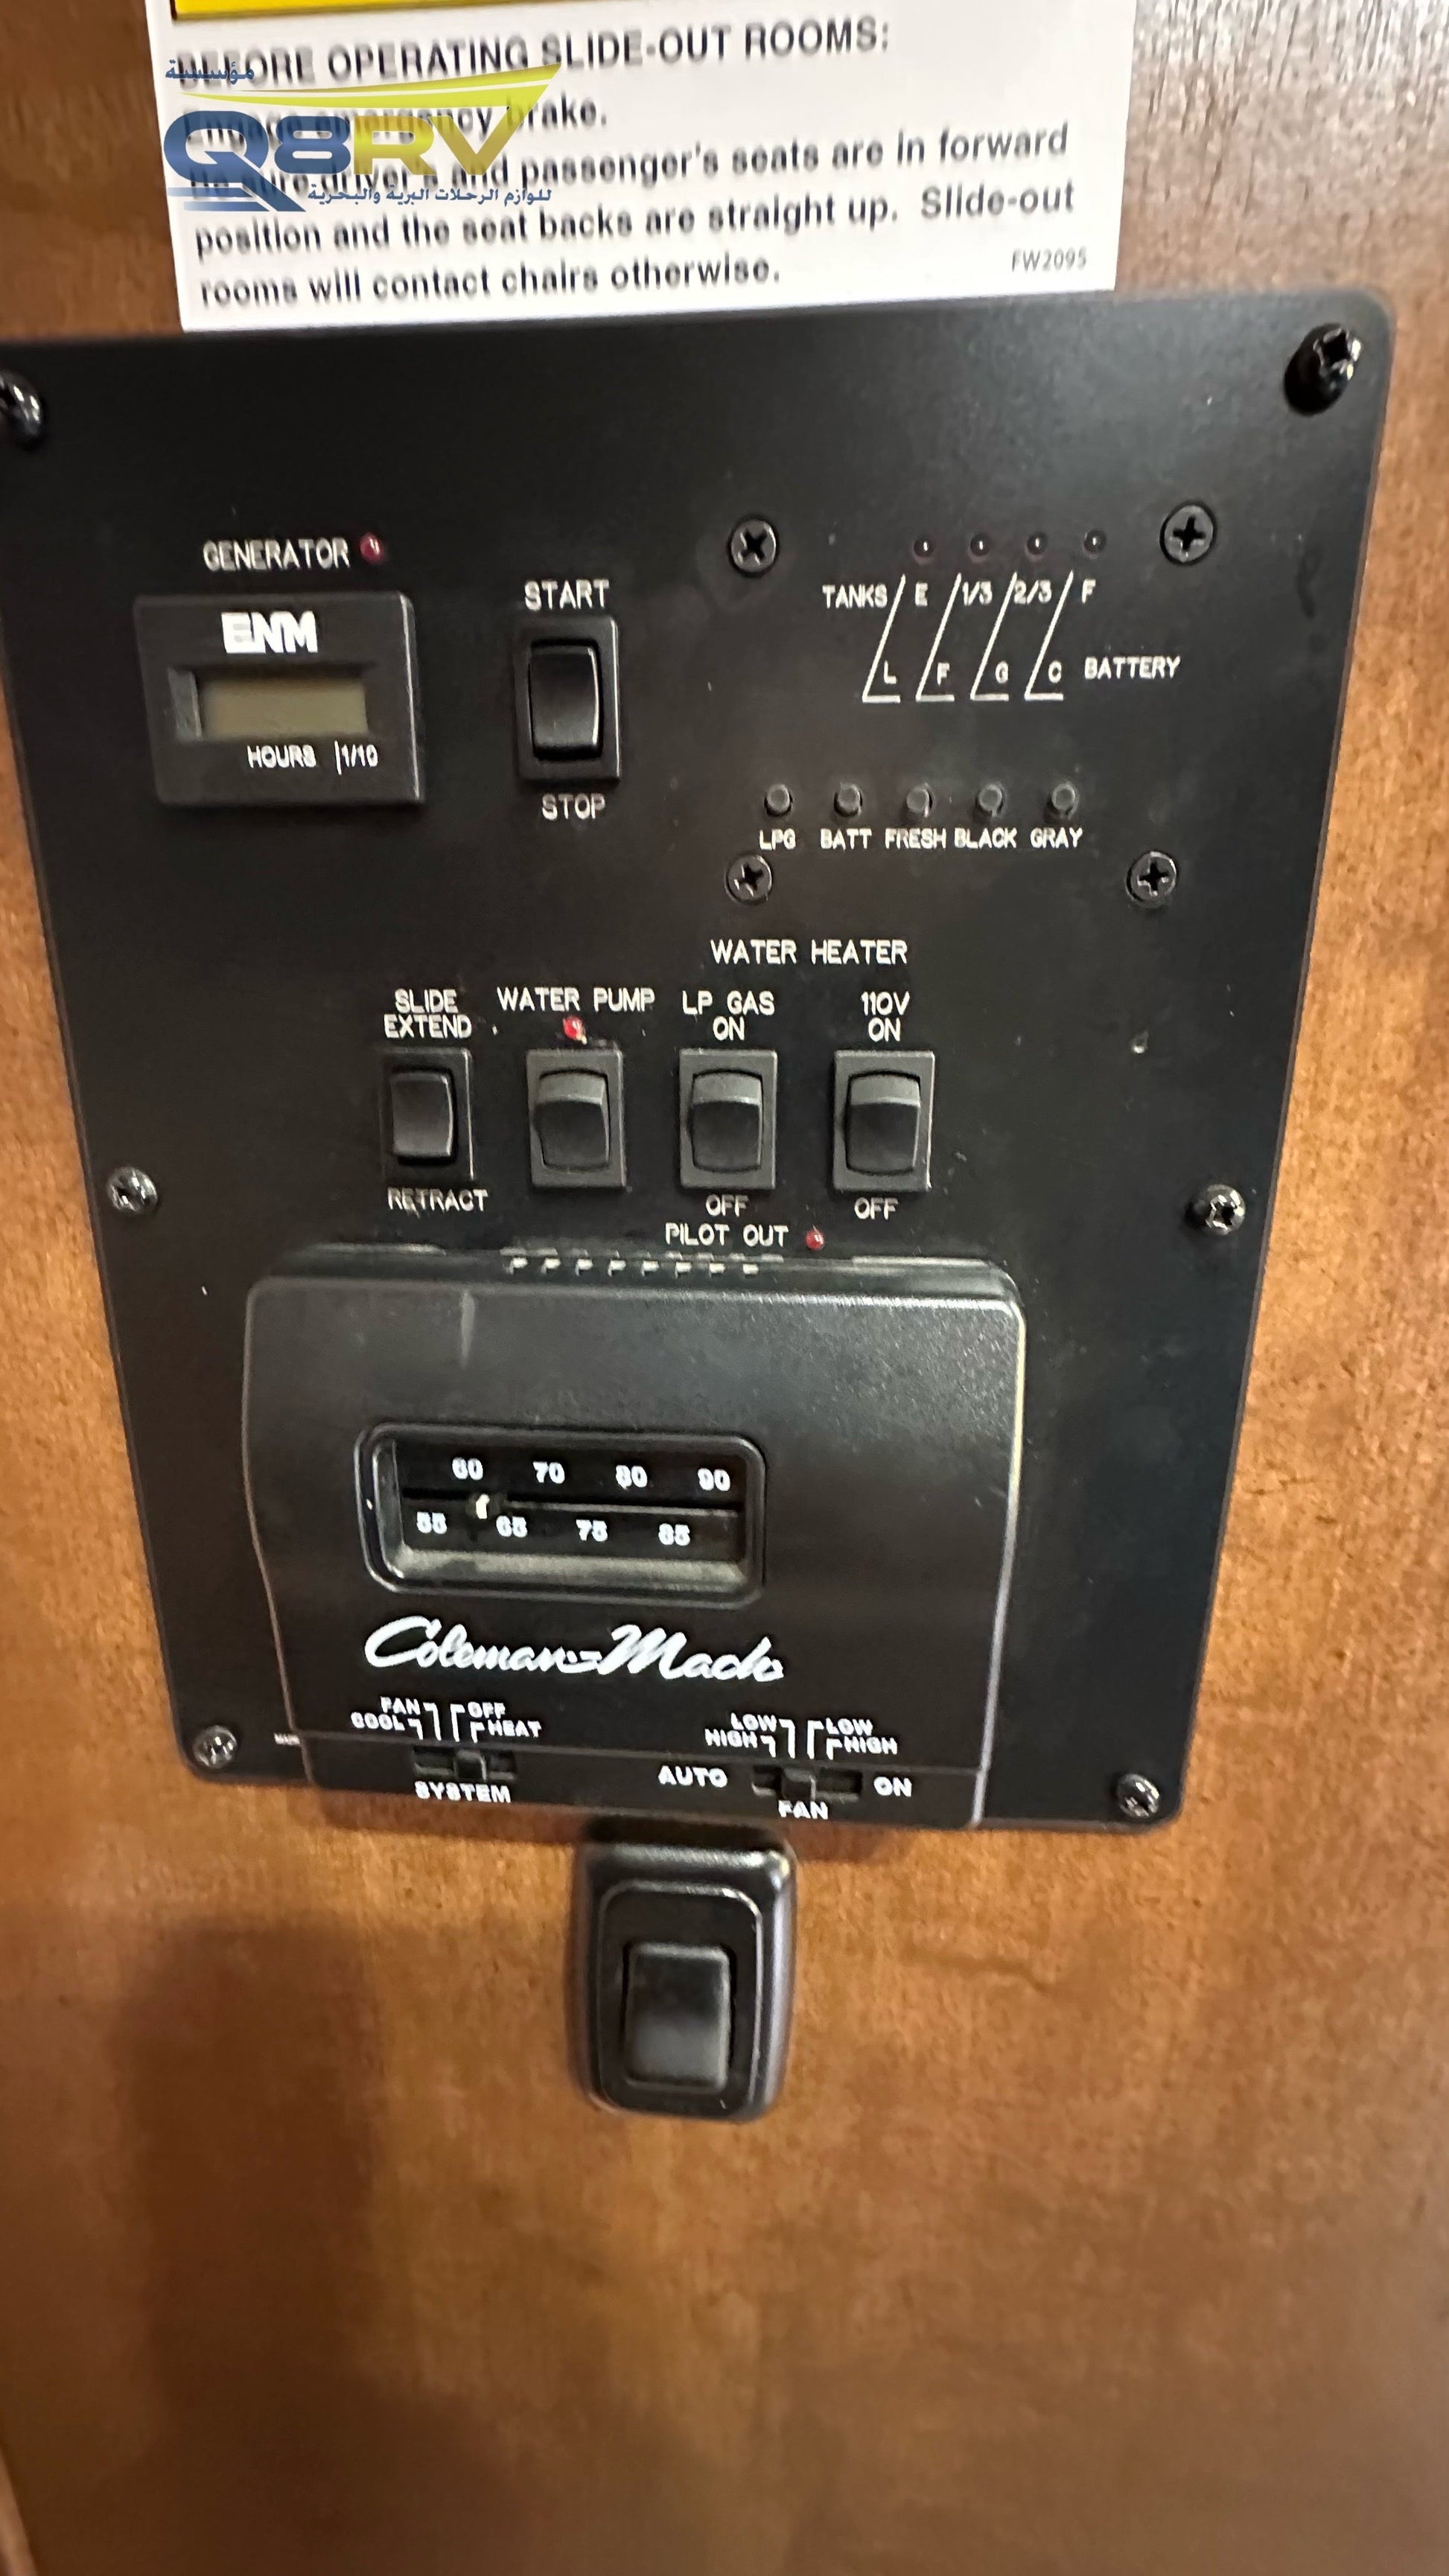 BEFORE OPERATING SLIDE-OUT ROOMS:
مؤسسة
Q8RV
للوازم الرحلات البرية والبحرية
emergency brake.
driver's and passenger's seats are in forward
position and the seat backs are straight up. Slide-out
rooms will contact chairs otherwise.
FW2095
GENERATOR
ENM
HOURS 1/10
START
STOP
TANKS E 1/3 2/3 F
L F G C BATTERY
LPG BATT FRESH BLACK GRAY
WATER HEATER
SLIDE EXTEND
WATER PUMP
LP GAS ON
110V ON
RETRACT
OFF
OFF
PILOT OUT
60 70 80 90
55 65 75 85
Coleman-Mach
FAN OFF
COOL HEAT
SYSTEM
LOW LOW
HIGH HIGH
AUTO ON
FAN